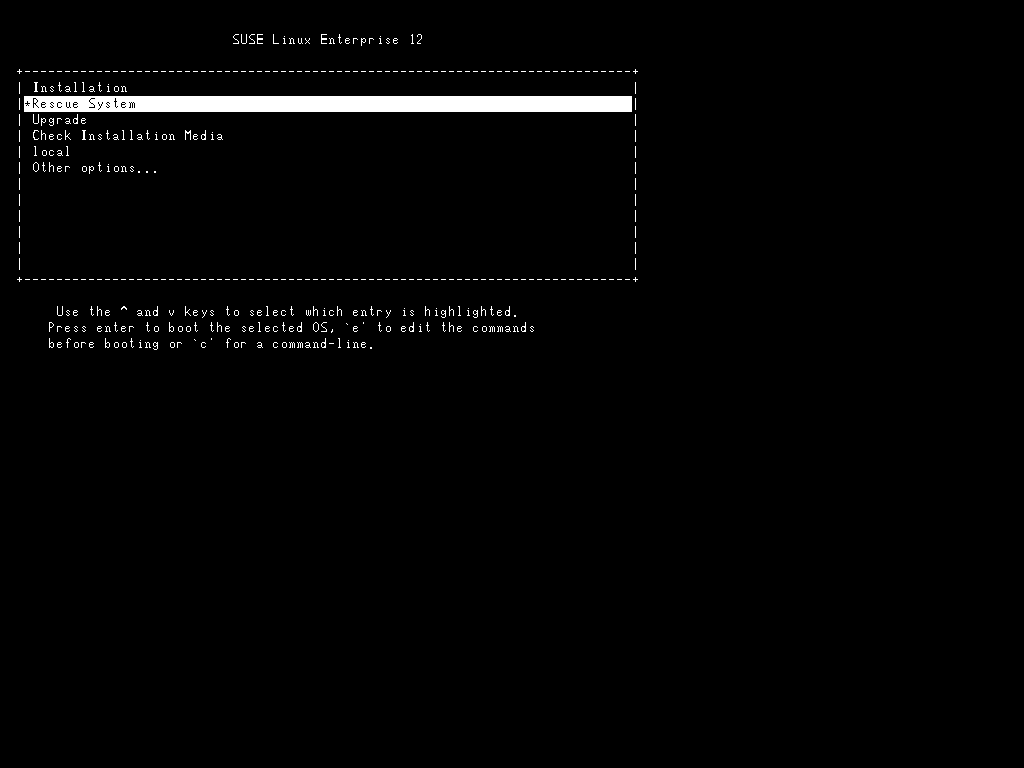 SUSE Linux Enterprise 12
Installation
*Rescue System
Upgrade
Check Installation Media
local
Other options...
Use the ^ and v keys to select which entry is highlighted.
Press enter to boot the selected OS, `e' to edit the commands
before booting or `c' for a command-line.